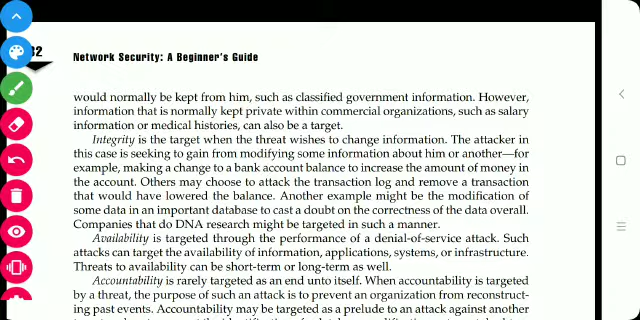 32
Network Security: A Beginner's Guide
would normally be kept from him, such as classified government information. However,
information that is normally kept private within commercial organizations, such as salary
information or medical histories, can also be a target.
Integrity is the target when the threat wishes to change information. The attacker in
this case is seeking to gain from modifying some information about him or another—for
example, making a change to a bank account balance to increase the amount of money in
the account. Others may choose to attack the transaction log and remove a transaction
that would have lowered the balance. Another example might be the modification of
some data in an important database to cast a doubt on the correctness of the data overall.
Companies that do DNA research might be targeted in such a manner.
Availability is targeted through the performance of a denial-of-service attack. Such
attacks can target the availability of information, applications, systems, or infrastructure.
Threats to availability can be short-term or long-term as well.
Accountability is rarely targeted as an end unto itself. When accountability is targeted
by a threat, the purpose of such an attack is to prevent an organization from reconstruct-
ing past events. Accountability may be targeted as a prelude to an attack against another